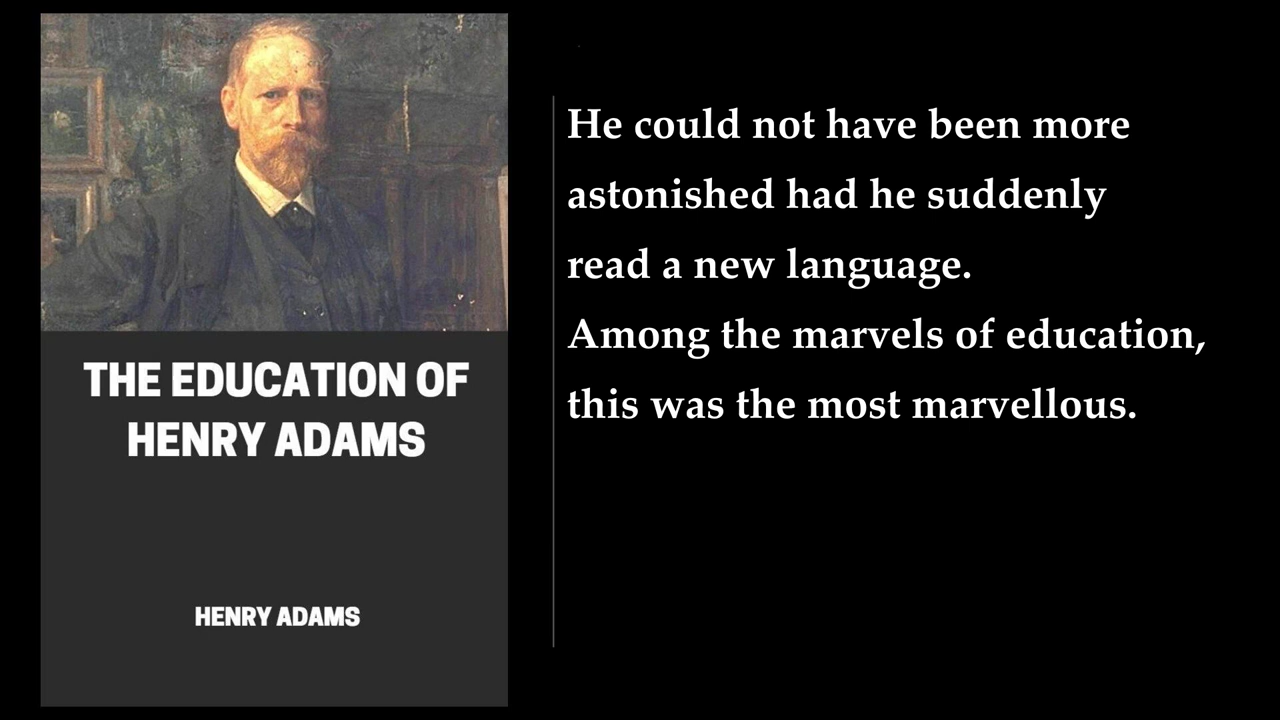 THE EDUCATION OF
HENRY ADAMS
HENRY ADAMS
He could not have been more
astonished had he suddenly
read a new language.
Among the marvels of education,
this was the most marvellous.